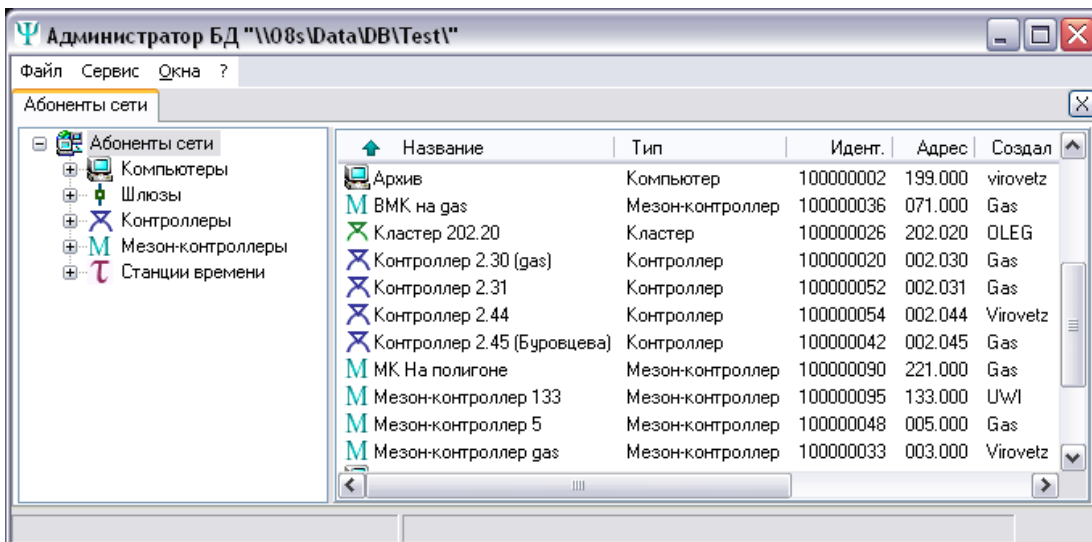 Ψ Администратор БД "\\08s\Data\DB\Test\"
Файл Сервис Окна ?
Абоненты сети
Абоненты сети
Компьютеры
Шлюзы
Контроллеры
М Мезон-контроллеры
τ Станции времени
Название Тип Идент. Адрес Создал
Архив Компьютер 100000002 199.000 virovetz
М ВМК на gas Мезон-контроллер 100000036 071.000 Gas
Кластер 202.20 Кластер 100000026 202.020 OLEG
Контроллер 2.30 (gas) Контроллер 100000020 002.030 Gas
Контроллер 2.31 Контроллер 100000052 002.031 Gas
Контроллер 2.44 Контроллер 100000054 002.044 Virovetz
Контроллер 2.45 (Буровцева) Контроллер 100000042 002.045 Gas
М МК На полигоне Мезон-контроллер 100000090 221.000 Gas
М Мезон-контроллер 133 Мезон-контроллер 100000095 133.000 UWI
М Мезон-контроллер 5 Мезон-контроллер 100000048 005.000 Gas
М Мезон-контроллер gas Мезон-контроллер 100000033 003.000 Virovetz